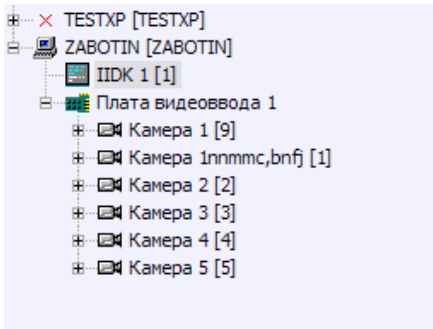 TESTXP [TESTXP]
ZABOTIN [ZABOTIN]
IIDK 1 [1]
Плата видеоввода 1
Камера 1 [9]
Камера 1nnmmc,bnfj [1]
Камера 2 [2]
Камера 3 [3]
Камера 4 [4]
Камера 5 [5]